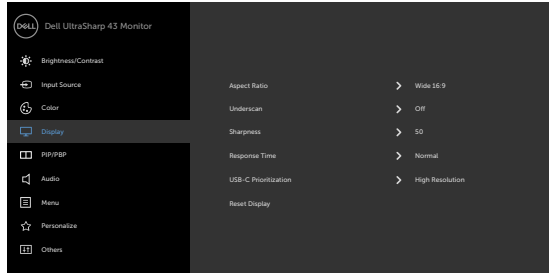 DELL Dell UltraSharp 43 Monitor
Brightness/Contrast
Input Source
Aspect Ratio Wide 16:9
Color
Underscan Off
Display
Sharpness 50
PIP/PBP
Response Time Normal
Audio
USB-C Prioritization High Resolution
Menu
Reset Display
Personalize
Others